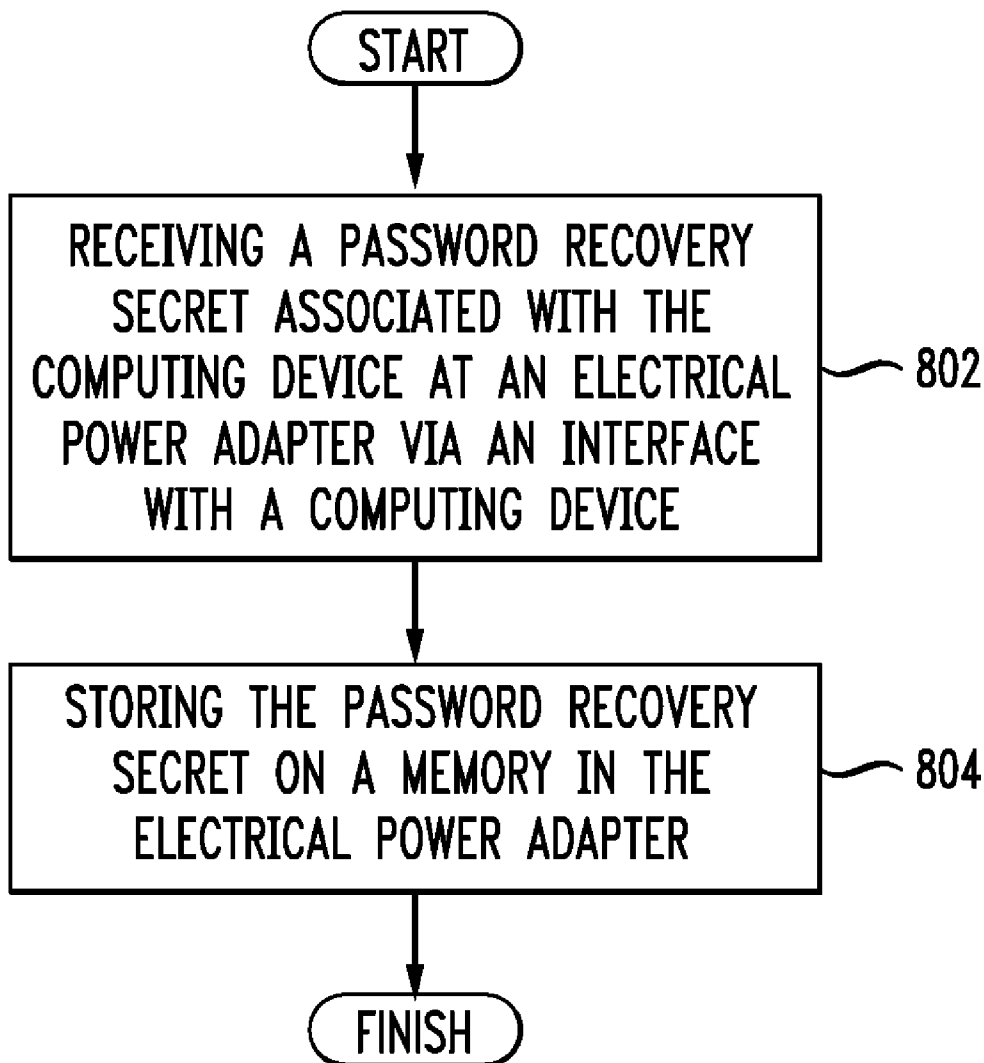 START
RECEIVING A PASSWORD RECOVERY
SECRET ASSOCIATED WITH THE
COMPUTING DEVICE AT AN ELECTRICAL
POWER ADAPTER VIA AN INTERFACE
WITH A COMPUTING DEVICE
802
STORING THE PASSWORD RECOVERY
SECRET ON A MEMORY IN THE
ELECTRICAL POWER ADAPTER
804
FINISH